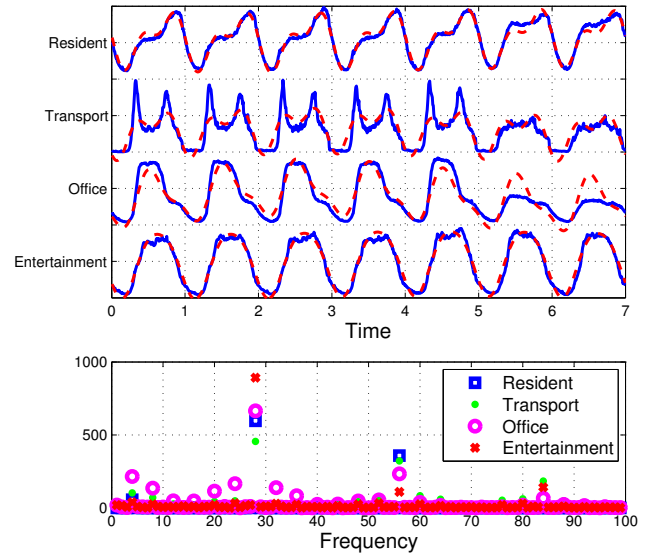 Resident
Transport
Office
Entertainment
0 1 2 3 4 5 6 7
Time
1000
500
0
Resident
Transport
Office
Entertainment
0 10 20 30 40 50 60 70 80 90 100
Frequency